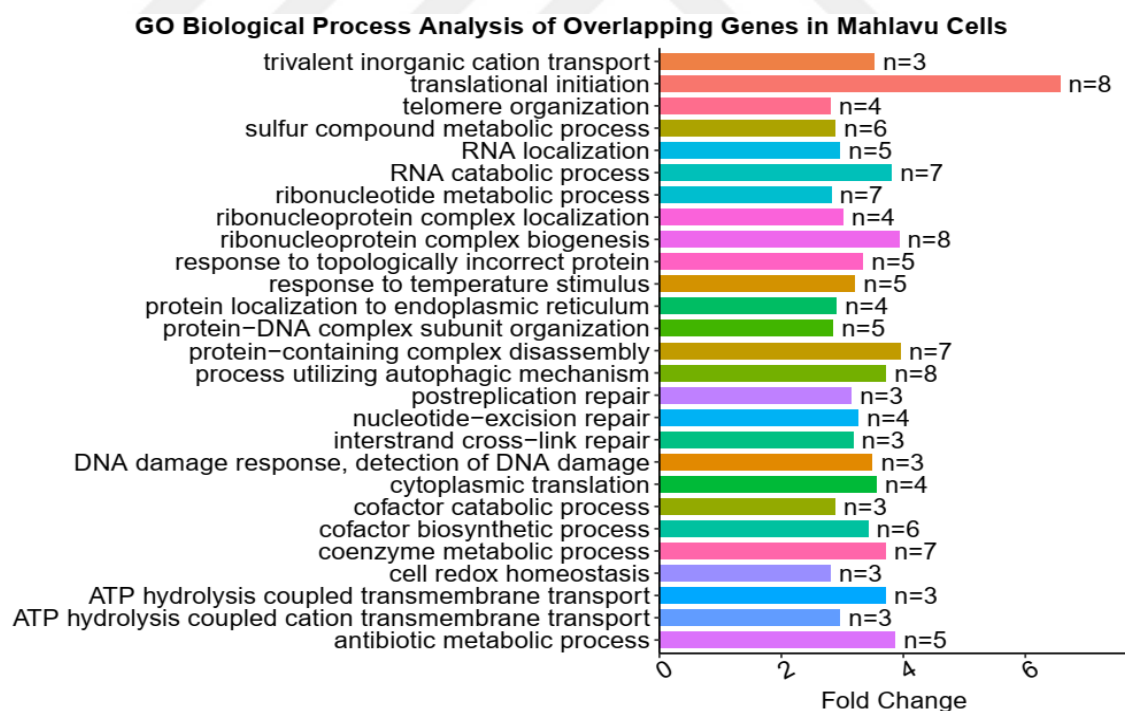 GO Biological Process Analysis of Overlapping Genes in Mahlavu Cells
trivalent inorganic cation transport n=3
translational initiation n=8
telomere organization n=4
sulfur compound metabolic process n=6
RNA localization n=5
RNA catabolic process n=7
ribonucleotide metabolic process n=7
ribonucleoprotein complex localization n=4
ribonucleoprotein complex biogenesis n=8
response to topologically incorrect protein n=5
response to temperature stimulus n=5
protein localization to endoplasmic reticulum n=4
protein−DNA complex subunit organization n=5
protein−containing complex disassembly n=7
process utilizing autophagic mechanism n=8
postreplication repair n=3
nucleotide−excision repair n=4
interstrand cross−link repair n=3
DNA damage response, detection of DNA damage n=3
cytoplasmic translation n=4
cofactor catabolic process n=3
cofactor biosynthetic process n=6
coenzyme metabolic process n=7
cell redox homeostasis n=3
ATP hydrolysis coupled transmembrane transport n=3
ATP hydrolysis coupled cation transmembrane transport n=3
antibiotic metabolic process n=5
0 2 4 6
Fold Change